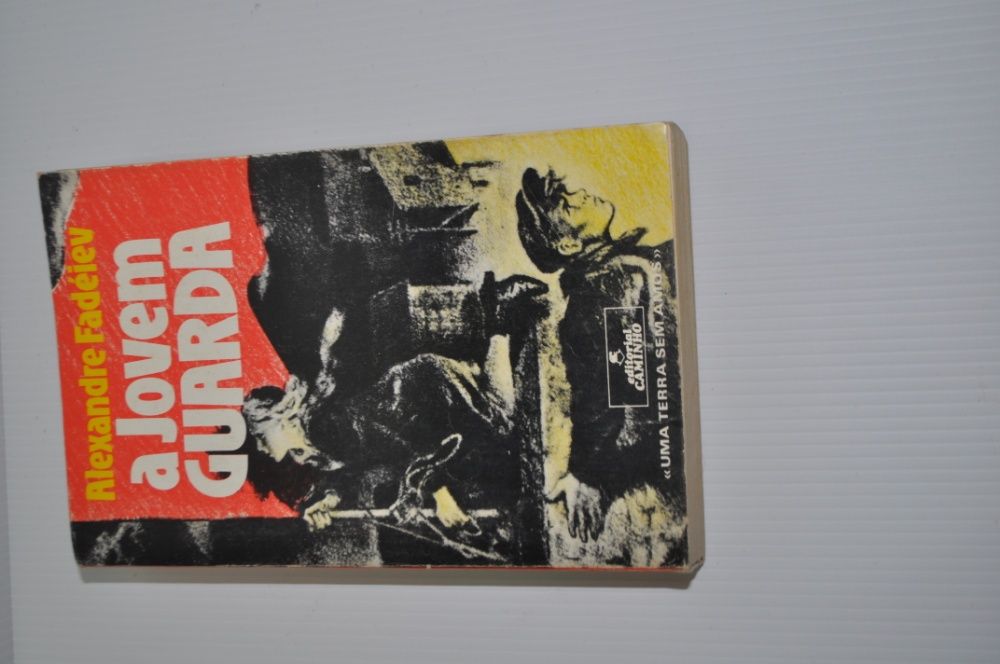 Alexandre Fadéiev
a Jovem
GUARDA
editorial
CAMINHO
«UMA TERRA SEM AMOS»